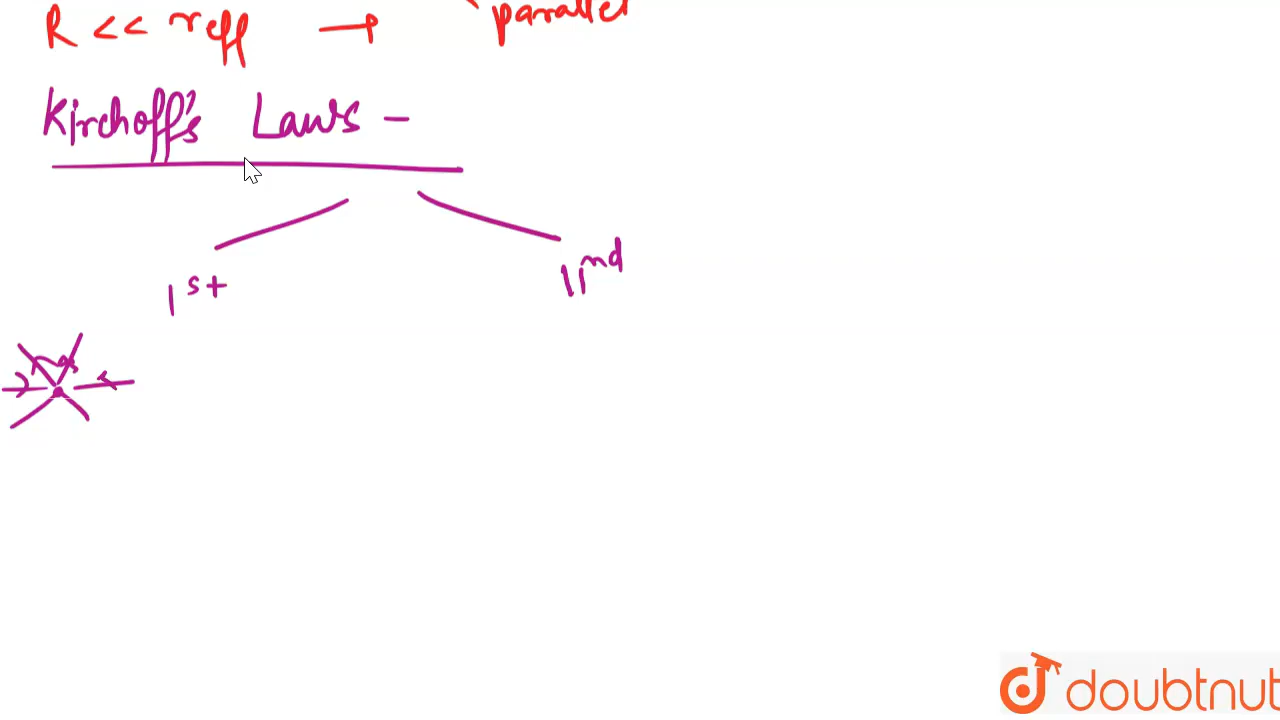 R << reff → parallel
Kirchoff's Laws -
1st IInd
doubtnut